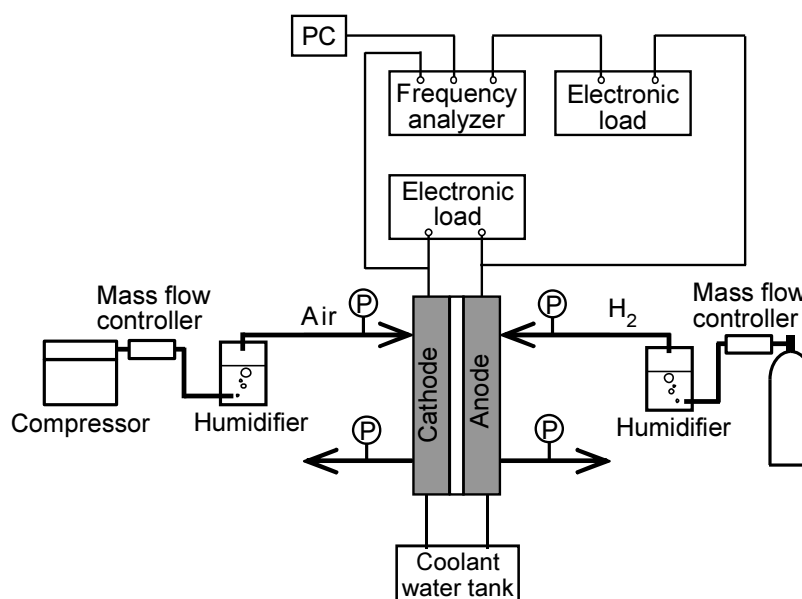 PC
Frequency
analyzer
Electronic
load
Electronic
load
Mass flow
controller
Air
P
P
H2
Mass flow
controller
Compressor
Humidifier
Cathode
Anode
Humidifier
P
P
Coolant
water tank